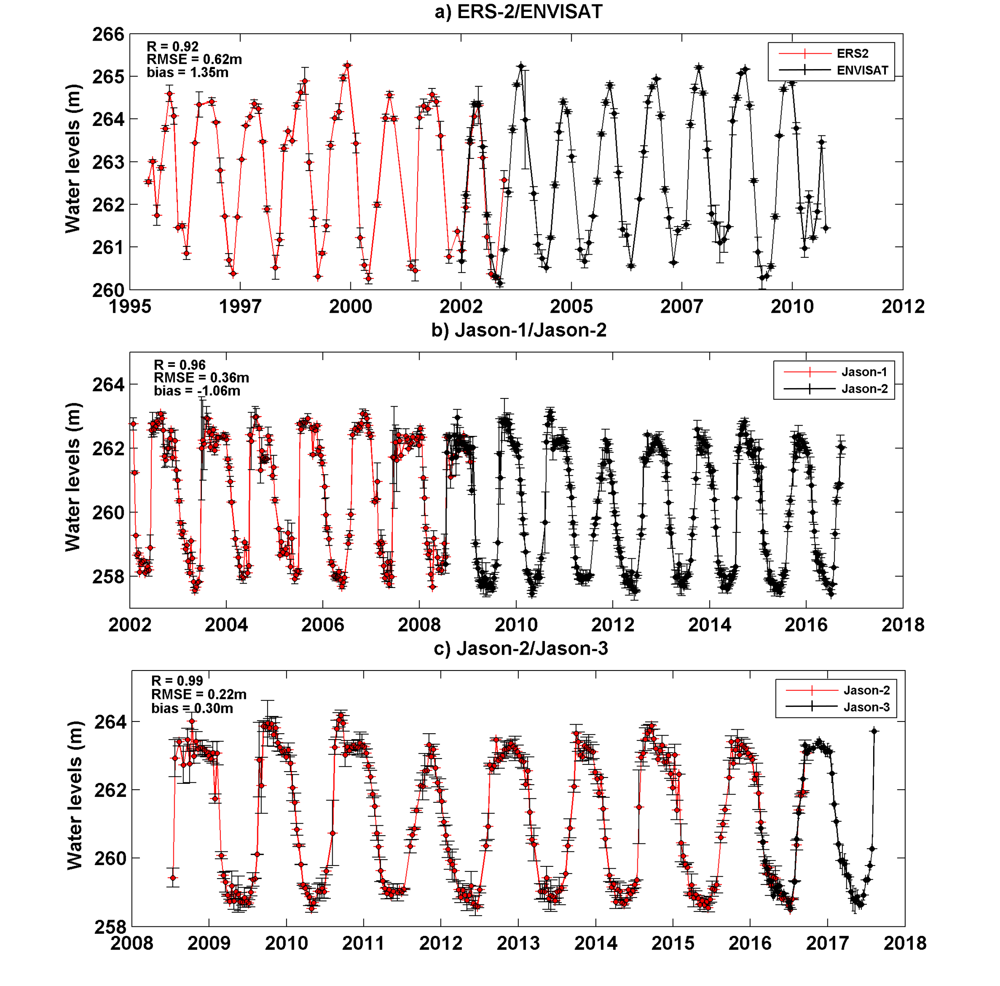 a) ERS-2/ENVISAT
266
265
264
263
262
261
260
Water levels (m)
R = 0.92
RMSE = 0.62m
bias = 1.35m
ERS2
ENVISAT
1995 1997 2000 2002 2005 2007 2010 2012
b) Jason-1/Jason-2
264
262
260
258
Water levels (m)
R = 0.96
RMSE = 0.36m
bias = -1.06m
Jason-1
Jason-2
2002 2004 2006 2008 2010 2012 2014 2016 2018
c) Jason-2/Jason-3
264
262
260
258
Water levels (m)
R = 0.99
RMSE = 0.22m
bias = 0.30m
Jason-2
Jason-3
2008 2009 2010 2011 2012 2013 2014 2015 2016 2017 2018